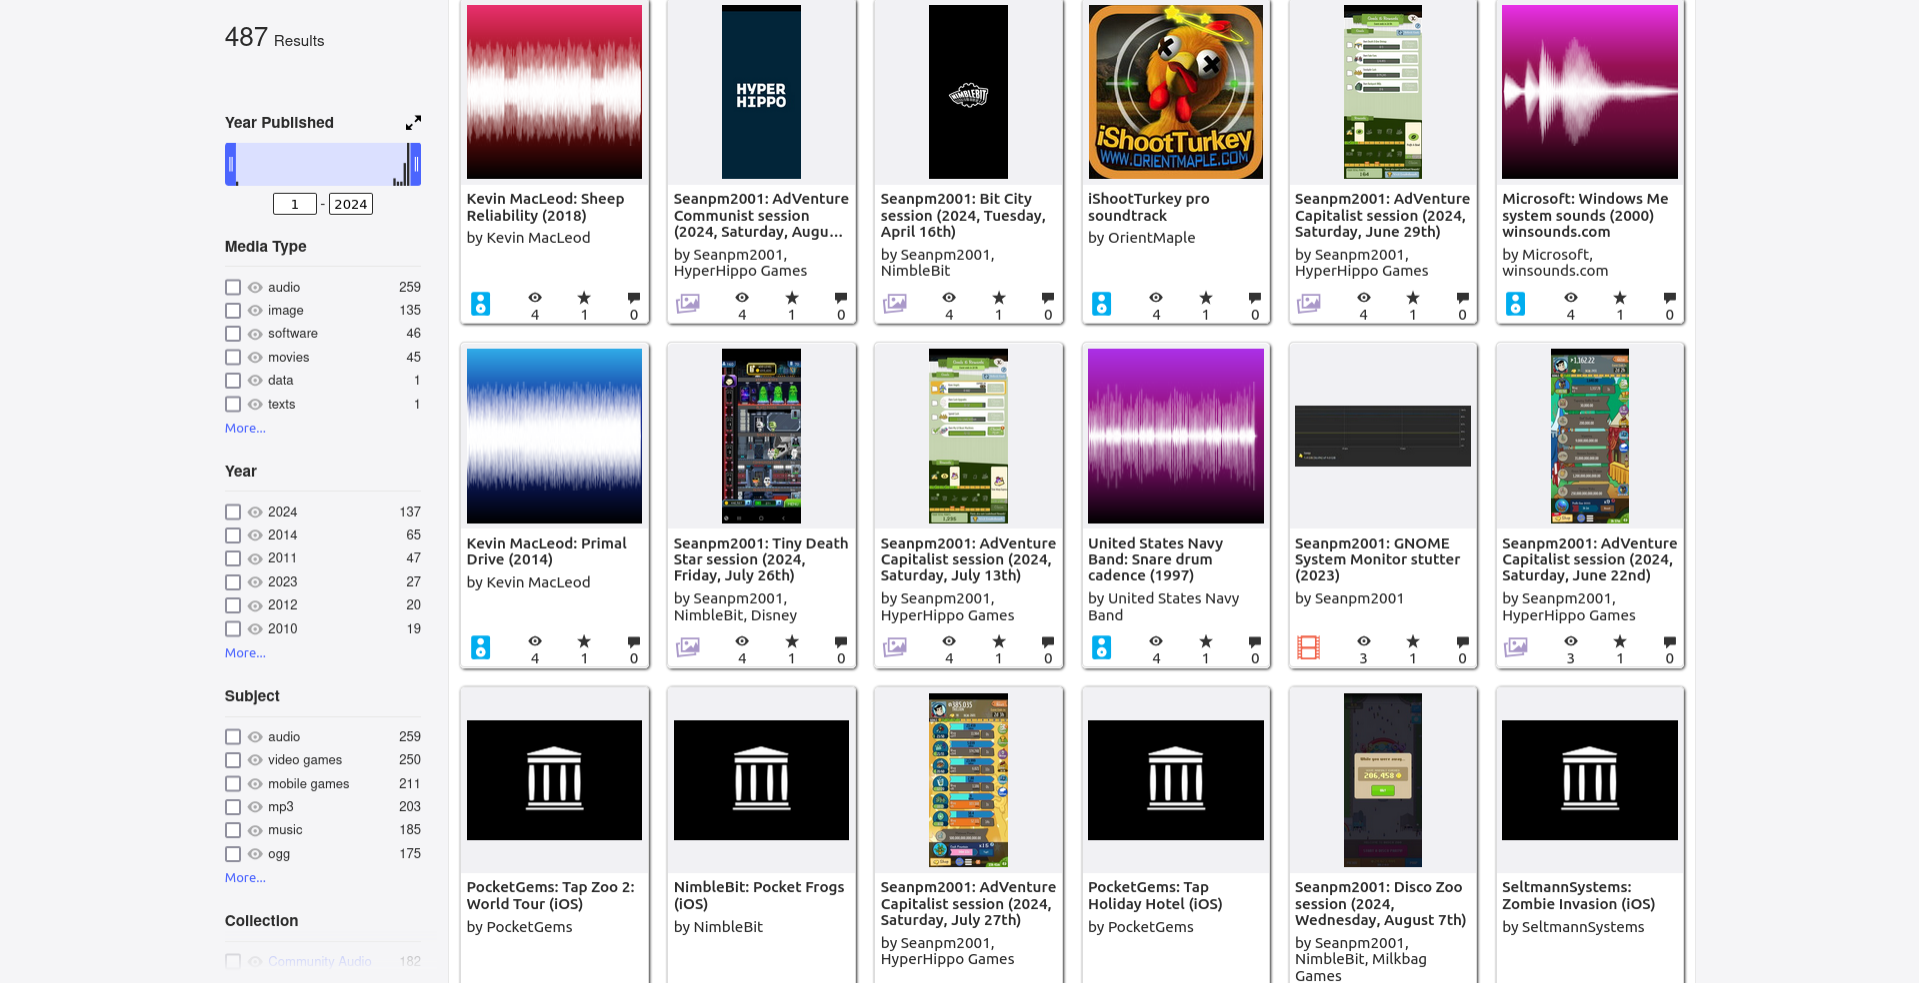 487 Results
Year Published
1 - 2024
Media Type
audio 259
image 135
software 46
movies 45
data 1
texts 1
More...
Year
2024 137
2014 65
2011 47
2023 27
2012 20
2010 19
More...
Subject
audio 259
video games 250
mobile games 211
mp3 203
music 185
ogg 175
More...
Collection
Community Audio 182
Kevin MacLeod: Sheep
Reliability (2018)
by Kevin MacLeod
4 1 0
HYPER
HIPPO
Seanpm2001: AdVenture
Communist session
(2024, Saturday, Augu...
by Seanpm2001,
HyperHippo Games
4 1 0
NIMBLEBIT
Seanpm2001: Bit City
session (2024, Tuesday,
April 16th)
by Seanpm2001,
NimbleBit
4 1 0
iShootTurkey
WWW.ORIENTMAPLE.COM
iShootTurkey pro
soundtrack
by OrientMaple
4 1 0
Seanpm2001: AdVenture
Capitalist session (2024,
Saturday, June 29th)
by Seanpm2001,
HyperHippo Games
4 1 0
Microsoft: Windows Me
system sounds (2000)
winsounds.com
by Microsoft,
winsounds.com
4 1 0
Kevin MacLeod: Primal
Drive (2014)
by Kevin MacLeod
4 1 0
Seanpm2001: Tiny Death
Star session (2024,
Friday, July 26th)
by Seanpm2001,
NimbleBit, Disney
4 1 0
Seanpm2001: AdVenture
Capitalist session (2024,
Saturday, July 13th)
by Seanpm2001,
HyperHippo Games
4 1 0
United States Navy
Band: Snare drum
cadence (1997)
by United States Navy
Band
4 1 0
Seanpm2001: GNOME
System Monitor stutter
(2023)
by Seanpm2001
3 1 0
1,162.22
Seanpm2001: AdVenture
Capitalist session (2024,
Saturday, June 22nd)
by Seanpm2001,
HyperHippo Games
3 1 0
PocketGems: Tap Zoo 2:
World Tour (iOS)
by PocketGems
NimbleBit: Pocket Frogs
(iOS)
by NimbleBit
385.035
Seanpm2001: AdVenture
Capitalist session (2024,
Saturday, July 27th)
by Seanpm2001,
HyperHippo Games
PocketGems: Tap
Holiday Hotel (iOS)
by PocketGems
While you were away...
206,458
Seanpm2001: Disco Zoo
session (2024,
Wednesday, August 7th)
by Seanpm2001,
NimbleBit, Milkbag
Games
SeltmannSystems:
Zombie Invasion (iOS)
by SeltmannSystems